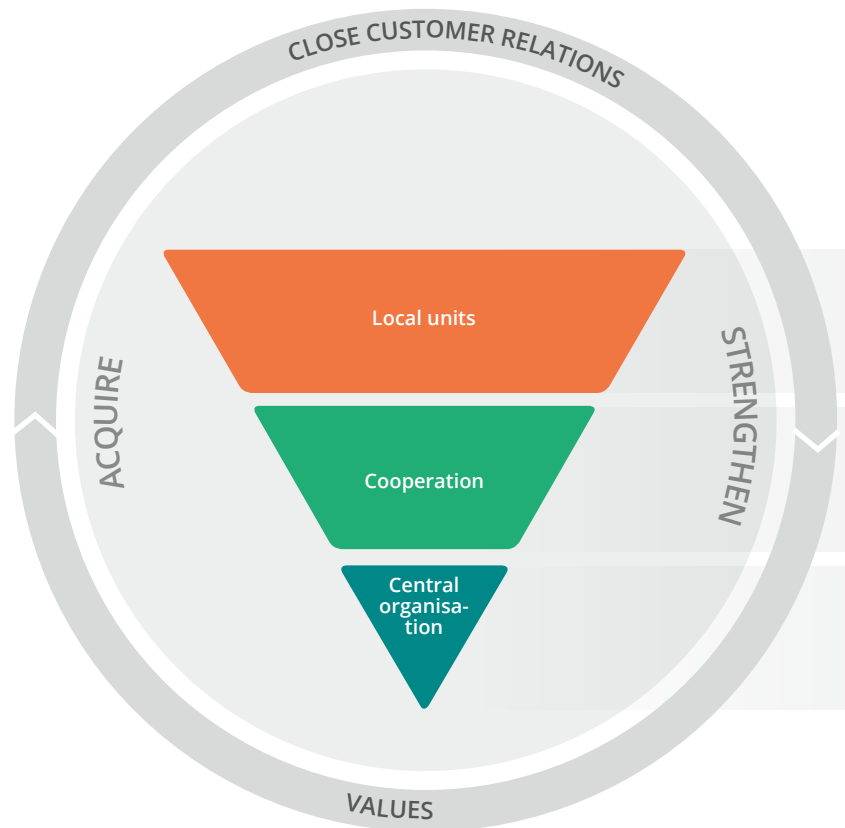 CLOSE CUSTOMER RELATIONS
Local units
ACQUIRE
STRENGTHEN
Cooperation
Central
organisa-
tion
VALUES